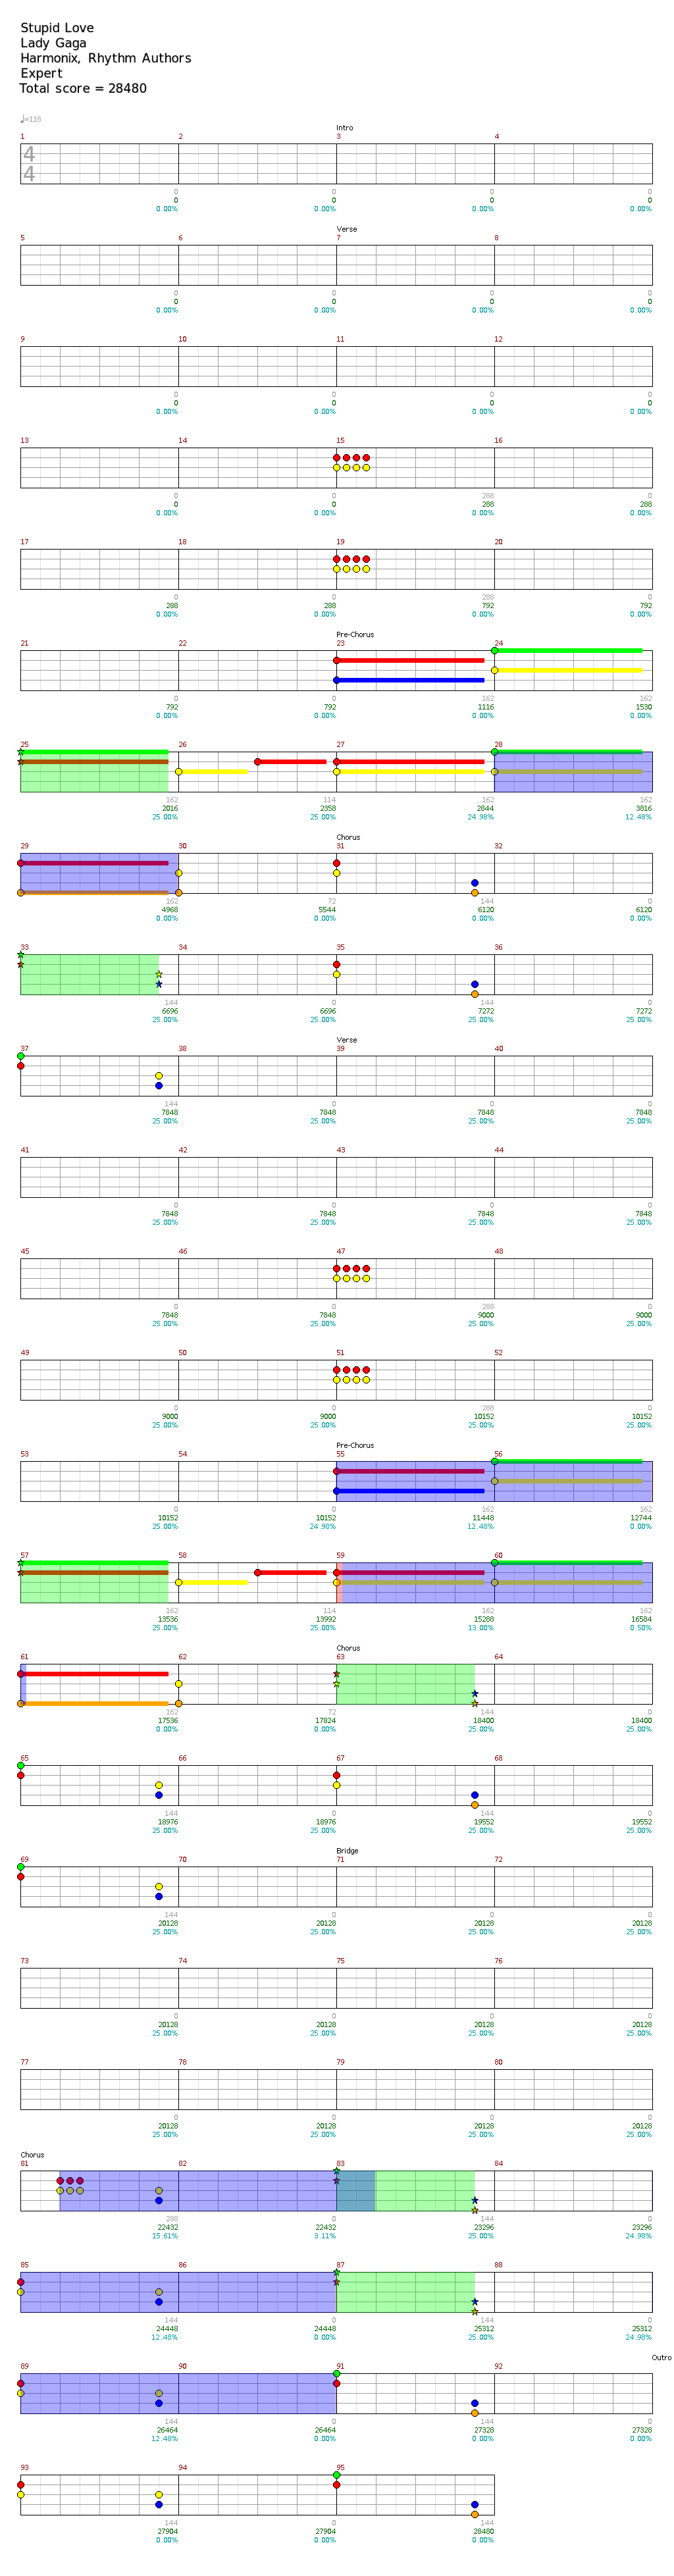 Stupid Love
Lady Gaga
Harmonix, Rhythm Authors
Expert
Total score = 28480
♩=118
Intro
1 2 3 4
4
4
0 0 0 0
0 0 0 0
0.00% 0.00% 0.00% 0.00%
Verse
5 6 7 8
0 0 0 0
0 0 0 0
0.00% 0.00% 0.00% 0.00%
9 10 11 12
0 0 0 0
0 0 0 0
0.00% 0.00% 0.00% 0.00%
13 14 15 16
0 0 288 0
0 0 288 288
0.00% 0.00% 0.00% 0.00%
17 18 19 20
0 0 288 0
288 288 792 792
0.00% 0.00% 0.00% 0.00%
Pre-Chorus
21 22 23 24
0 0 162 162
792 792 1116 1530
0.00% 0.00% 0.00% 0.00%
25 26 27 28
162 114 162 162
2016 2358 2844 3816
25.00% 25.00% 24.98% 12.48%
Chorus
29 30 31 32
162 72 144 0
4968 5544 6120 6120
0.00% 0.00% 0.00% 0.00%
33 34 35 36
144 0 144 0
6696 6696 7272 7272
25.00% 25.00% 25.00% 25.00%
Verse
37 38 39 40
144 0 0 0
7848 7848 7848 7848
25.00% 25.00% 25.00% 25.00%
41 42 43 44
0 0 0 0
7848 7848 7848 7848
25.00% 25.00% 25.00% 25.00%
45 46 47 48
0 0 288 0
7848 7848 9000 9000
25.00% 25.00% 25.00% 25.00%
49 50 51 52
0 0 288 0
9000 9000 10152 10152
25.00% 25.00% 25.00% 25.00%
Pre-Chorus
53 54 55 56
0 0 162 162
10152 10152 11448 12744
25.00% 24.98% 12.48% 0.00%
57 58 59 60
162 114 162 162
13536 13992 15288 16584
25.00% 25.00% 13.00% 0.50%
Chorus
61 62 63 64
162 72 144 0
17536 17824 18400 18400
0.00% 0.00% 25.00% 25.00%
65 66 67 68
144 0 144 0
18976 18976 19552 19552
25.00% 25.00% 25.00% 25.00%
Bridge
69 70 71 72
144 0 0 0
20128 20128 20128 20128
25.00% 25.00% 25.00% 25.00%
73 74 75 76
0 0 0 0
20128 20128 20128 20128
25.00% 25.00% 25.00% 25.00%
77 78 79 80
0 0 0 0
20128 20128 20128 20128
25.00% 25.00% 25.00% 25.00%
Chorus
81 82 83 84
288 0 144 0
22432 22432 23296 23296
15.61% 3.11% 25.00% 24.98%
85 86 87 88
144 0 144 0
24448 24448 25312 25312
12.48% 0.00% 25.00% 24.98%
Outro
89 90 91 92
144 0 144 0
26464 26464 27328 27328
12.48% 0.00% 0.00% 0.00%
93 94 95
144 0 144
27904 27904 28480
0.00% 0.00% 0.00%